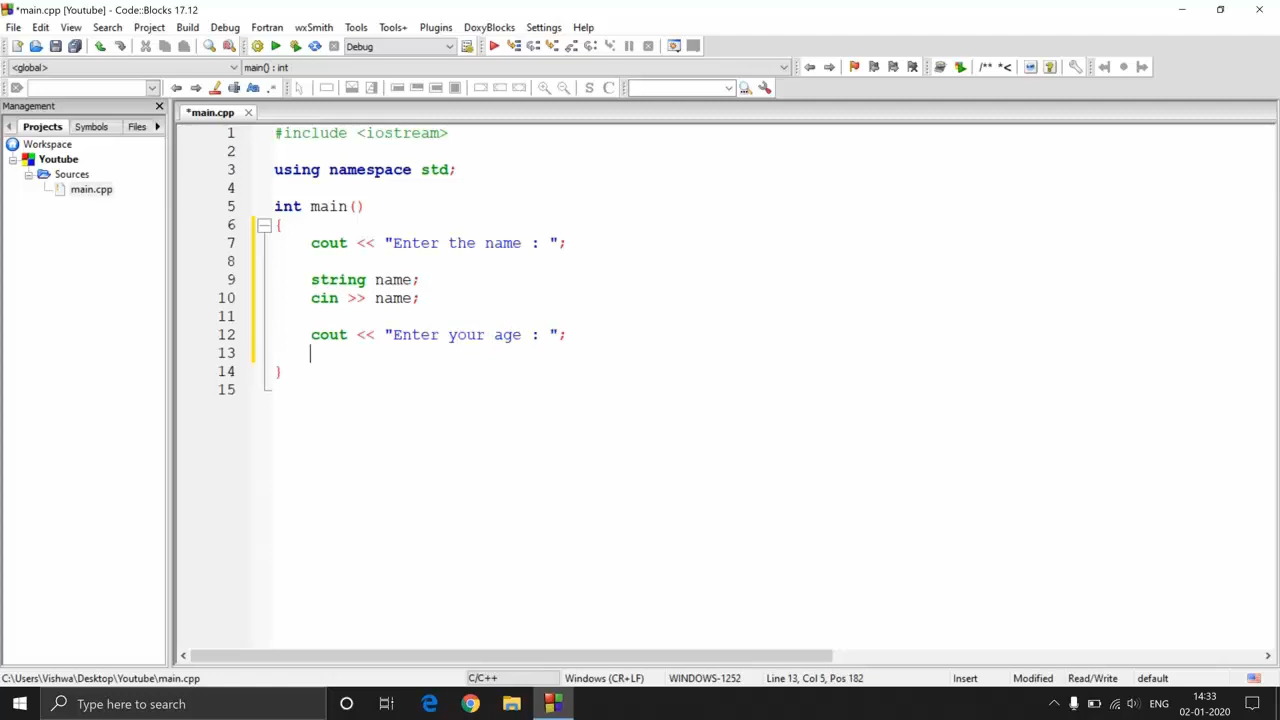 *main.cpp [Youtube] - Code::Blocks 17.12
File Edit View Search Project Build Debug Fortran wxSmith Tools Tools+ Plugins DoxyBlocks Settings Help
Debug
<global> main() : int /** *<
S C
Management
Projects Symbols Files *main.cpp
Workspace
Youtube
Sources
main.cpp
1 #include <iostream>
2
3 using namespace std;
4
5 int main()
6 {
7 cout << "Enter the name : ";
8
9 string name;
10 cin >> name;
11
12 cout << "Enter your age : ";
13
14 }
15
C:\Users\Vishwa\Desktop\Youtube\main.cpp C/C++ Windows (CR+LF) WINDOWS-1252 Line 13, Col 5, Pos 182 Insert Modified Read/Write default
Type here to search ENG 14:33
02-01-2020